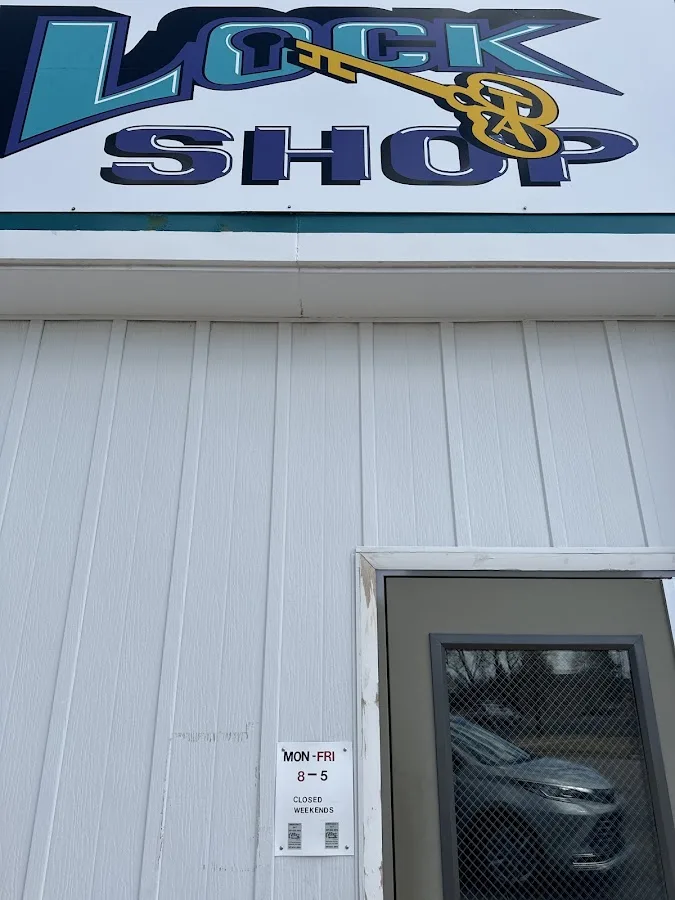 LOCK
SHOP
MON-FRI
8-5
CLOSED
WEEKENDS